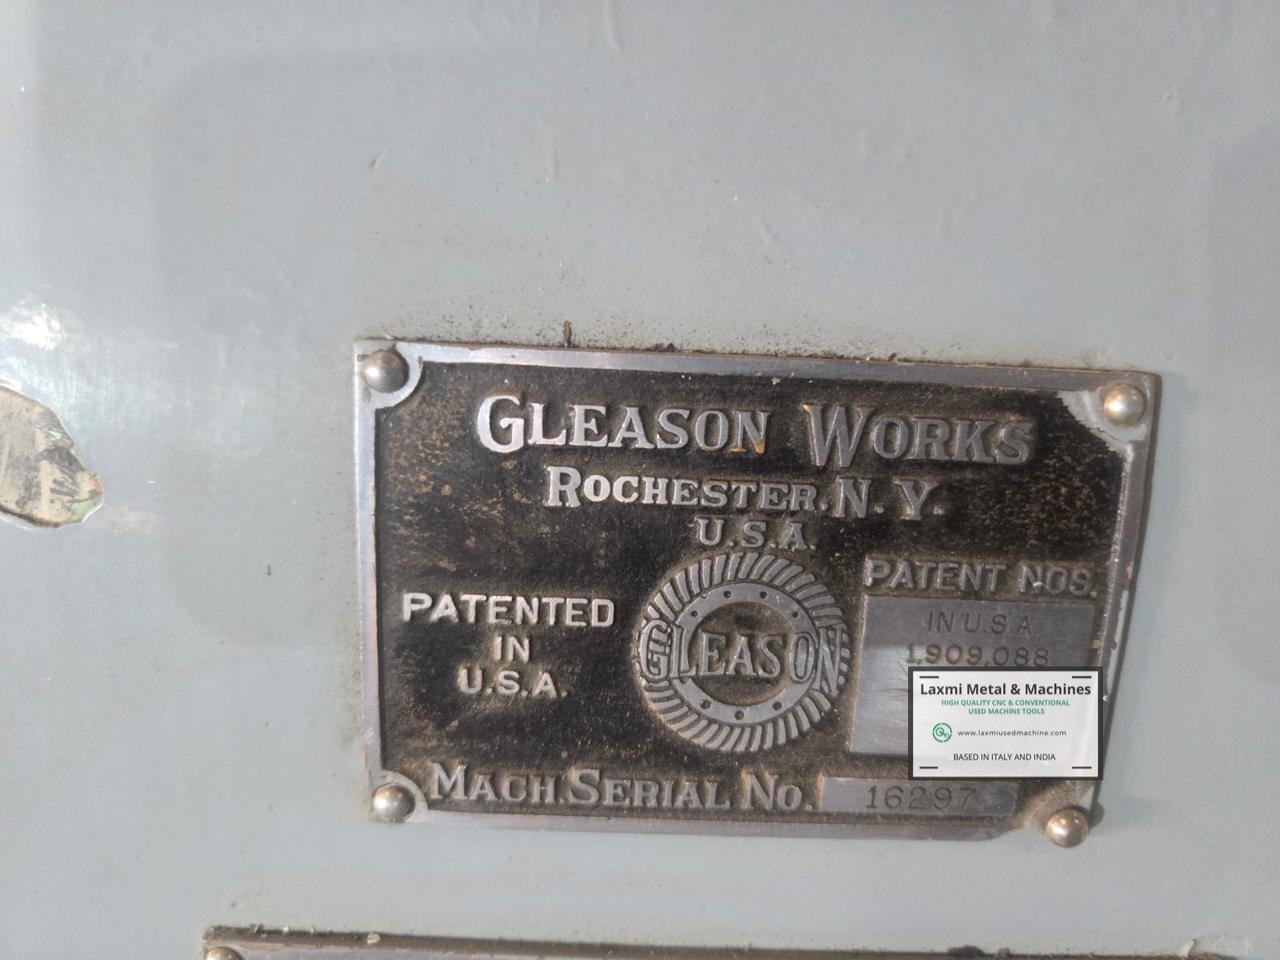 GLEASON WORKS
ROCHESTER, N. Y.
U.S.A.
PATENTED
IN
U.S.A.
GLEASON
PATENT NOS.
IN U.S.A
1,909,088
MACH. SERIAL NO. 16297
Laxmi Metal & Machines
HIGH QUALITY CNC & CONVENTIONAL
USED MACHINE TOOLS
www.laxmiusedmachine.com
BASED IN ITALY AND INDIA